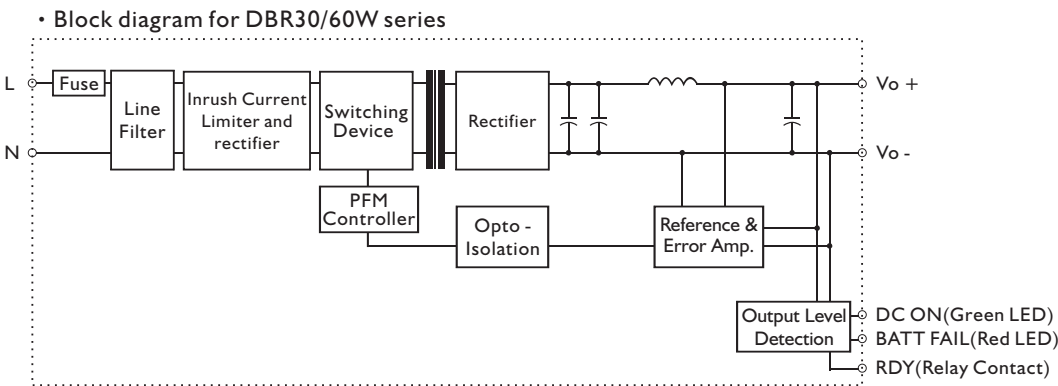 · Block diagram for DBR30/60W series
L
Fuse
Line
Filter
Inrush Current
Limiter and
rectifier
Switching
Device
Rectifier
Vo +
N
Vo -
PFM
Controller
Opto -
Isolation
Reference &
Error Amp.
Output Level
Detection
DC ON(Green LED)
BATT FAIL(Red LED)
RDY(Relay Contact)